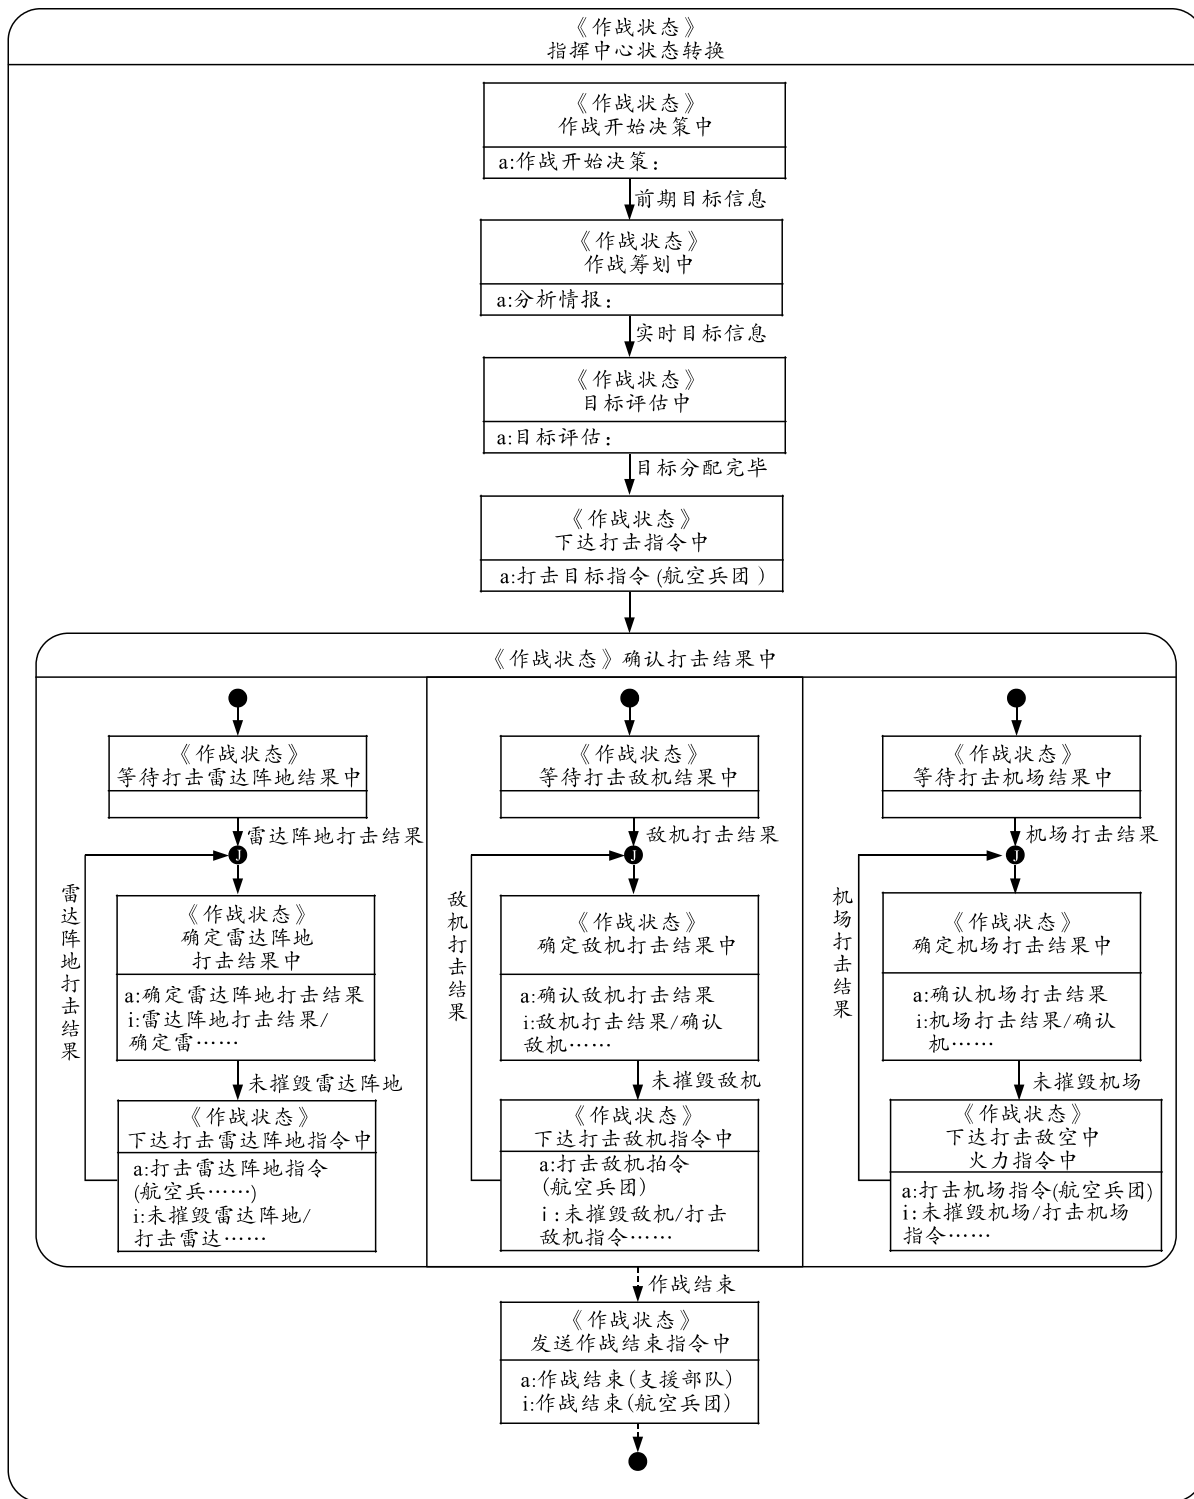 《作战状态》
指挥中心状态转换
《作战状态》
作战开始决策中
a:作战开始决策：
前期目标信息
《作战状态》
作战筹划中
a:分析情报：
实时目标信息
《作战状态》
目标评估中
a:目标评估：
目标分配完毕
《作战状态》
下达打击指令中
a:打击目标指令(航空兵团)
《作战状态》确认打击结果中
《作战状态》
等待打击雷达阵地结果中
雷达阵地打击结果
J
雷达阵地打击结果
《作战状态》
确定雷达阵地
打击结果中
a:确定雷达阵地打击结果
i:雷达阵地打击结果/
确定雷……
未摧毁雷达阵地
《作战状态》
下达打击雷达阵地指令中
a:打击雷达阵地指令
(航空兵……)
i:未摧毁雷达阵地/
打击雷达……
《作战状态》
等待打击敌机结果中
敌机打击结果
J
敌机打击结果
《作战状态》
确定敌机打击结果中
a:确认敌机打击结果
i:敌机打击结果/确认
敌机……
未摧毁敌机
《作战状态》
下达打击敌机指令中
a:打击敌机拍令
(航空兵团)
i:未摧毁敌机/打击
敌机指令……
《作战状态》
等待打击机场结果中
机场打击结果
J
机场打击结果
《作战状态》
确定机场打击结果中
a:确认机场打击结果
i:机场打击结果/确认
机……
未摧毁机场
《作战状态》
下达打击敌空中
火力指令中
a:打击机场指令(航空兵团)
i:未摧毁机场/打击机场
指令……
作战结束
《作战状态》
发送作战结束指令中
a:作战结束(支援部队)
i:作战结束(航空兵团)